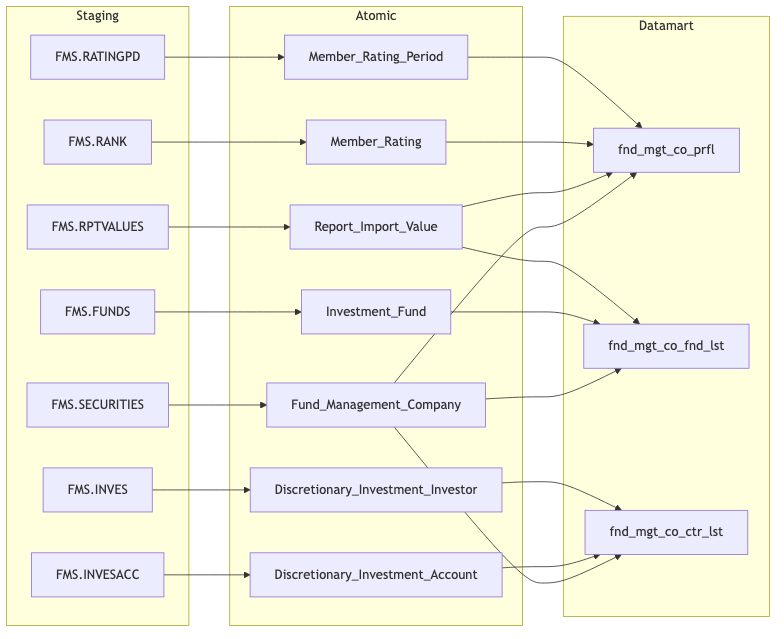 Staging
Atomic
Datamart
FMS.RATINGPD
Member_Rating_Period
FMS.RANK
Member_Rating
fnd_mgt_co_prfl
FMS.RPTVALUES
Report_Import_Value
FMS.FUNDS
Investment_Fund
fnd_mgt_co_fnd_lst
FMS.SECURITIES
Fund_Management_Company
FMS.INVES
Discretionary_Investment_Investor
fnd_mgt_co_ctr_lst
FMS.INVESACC
Discretionary_Investment_Account